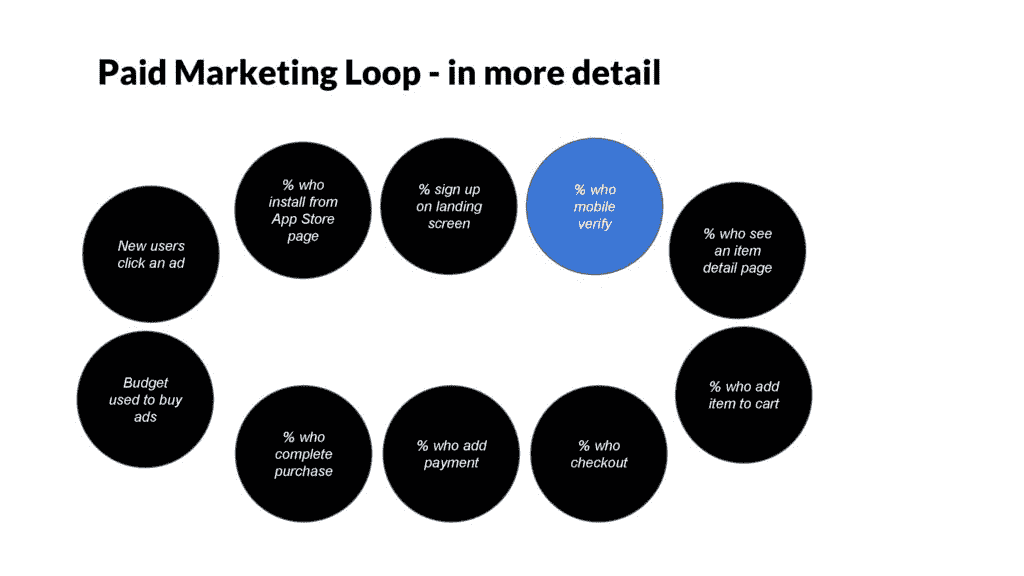 Paid Marketing Loop - in more detail
New users
click an ad
% who
install from
App Store
page
% sign up
on landing
screen
% who
mobile
verify
% who see
an item
detail page
% who add
item to cart
% who
checkout
% who add
payment
% who
complete
purchase
Budget
used to buy
ads